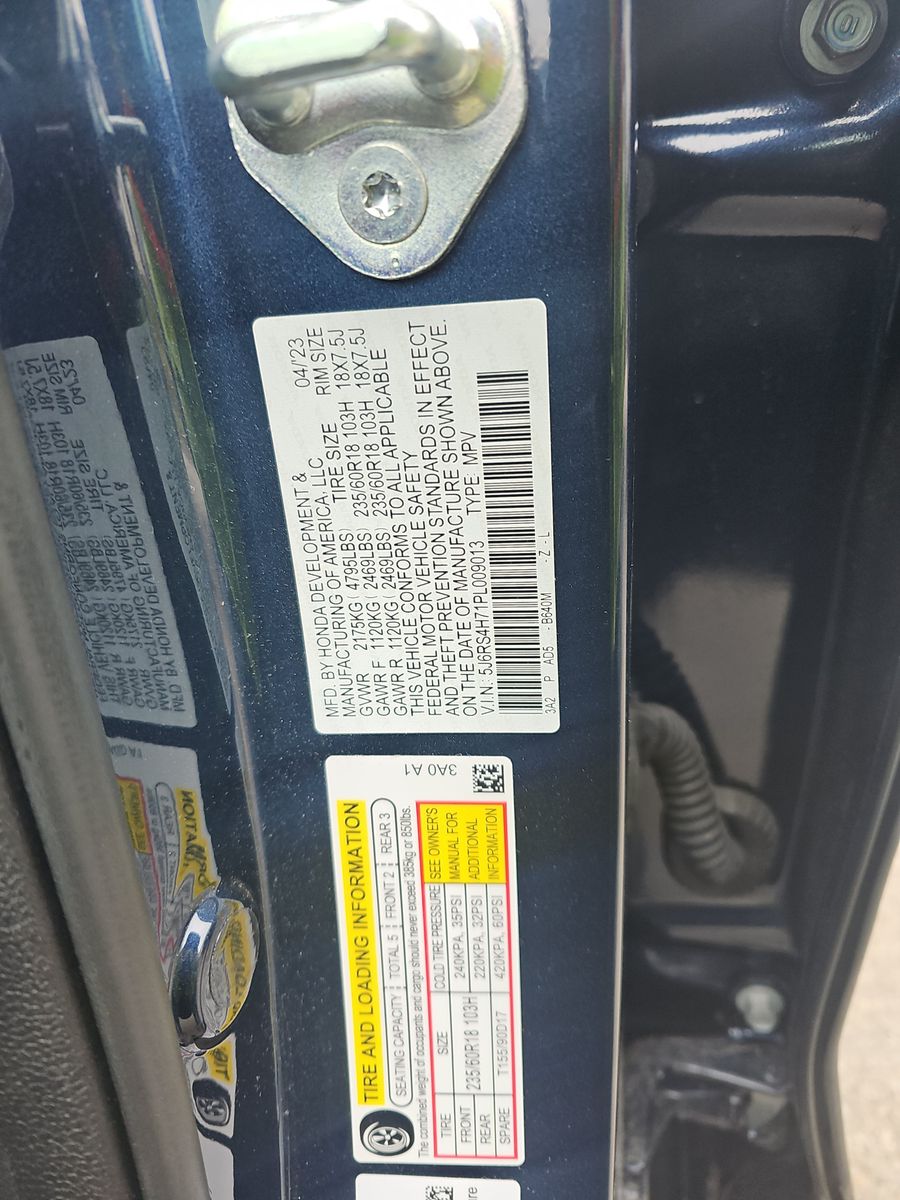 MFD. BY HONDA DEVELOPMENT &
MANUFACTURING OF AMERICA, LLC 04/'23
GVWR 2175KG ( 4795LBS) TIRE SIZE RIM SIZE
GAWR F 1120KG ( 2469LBS) 235/60R18 103H 18X7.5J
GAWR R 1120KG ( 2469LBS) 235/60R18 103H 18X7.5J
THIS VEHICLE CONFORMS TO ALL APPLICABLE
FEDERAL MOTOR VEHICLE SAFETY
AND THEFT PREVENTION STANDARDS IN EFFECT
ON THE DATE OF MANUFACTURE SHOWN ABOVE.
V.I.N.: 5J6RS4H71PL009013 TYPE: MPV
3A2 P AD5 - B640M - Z - L
TIRE AND LOADING INFORMATION
3A0 A1
SEATING CAPACITY TOTAL 5 FRONT 2 REAR 3
The combined weight of occupants and cargo should never exceed 385kg or 850lbs.
TIRE SIZE COLD TIRE PRESSURE SEE OWNER'S
FRONT 235/60R18 103H 240KPA, 35PSI MANUAL FOR
REAR 220KPA, 32PSI ADDITIONAL
SPARE T155/90D17 420KPA, 60PSI INFORMATION